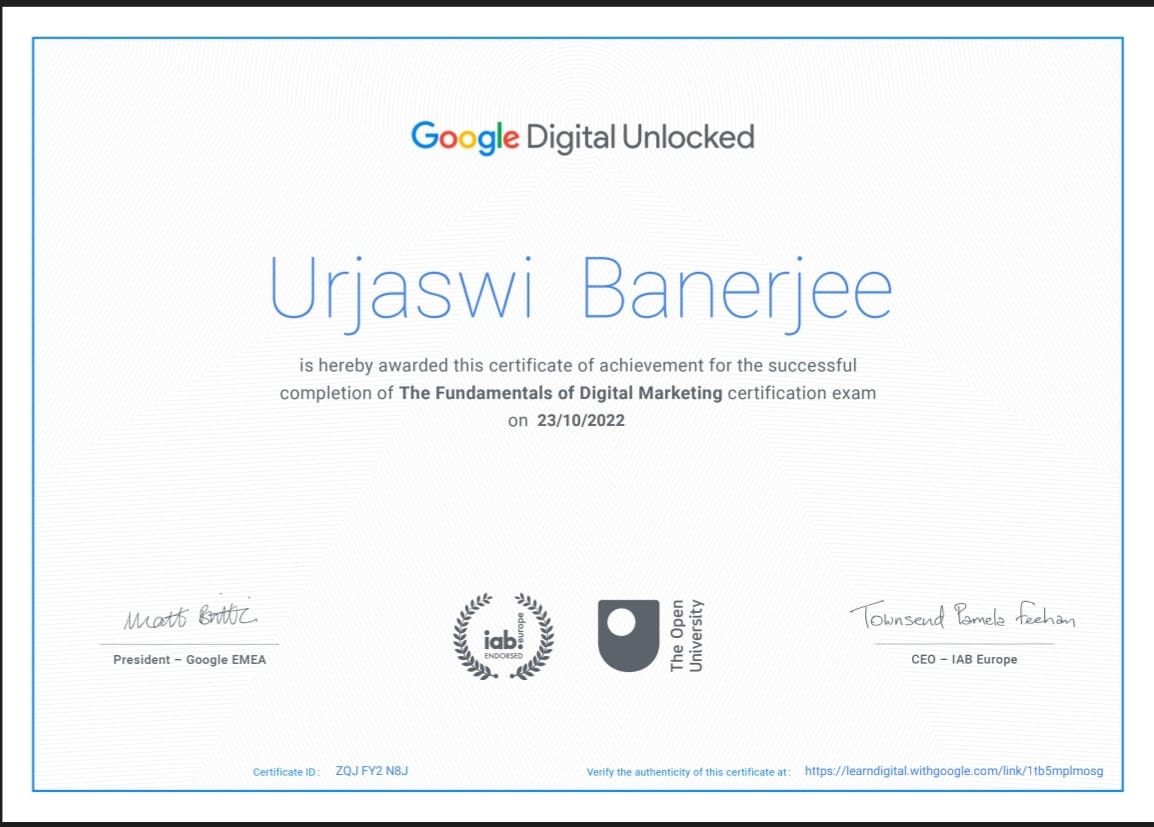 Google Digital Unlocked
Urjaswi Banerjee
is hereby awarded this certificate of achievement for the successful
completion of The Fundamentals of Digital Marketing certification exam
on 23/10/2022
Matt Brittin
President – Google EMEA
iab europe
ENDORSED
The Open
University
Townsend Pamela Feehan
CEO – IAB Europe
Certificate ID : ZQJ FY2 N8J
Verify the authenticity of this certificate at : https://learndigital.withgoogle.com/link/1tb5mplmosg